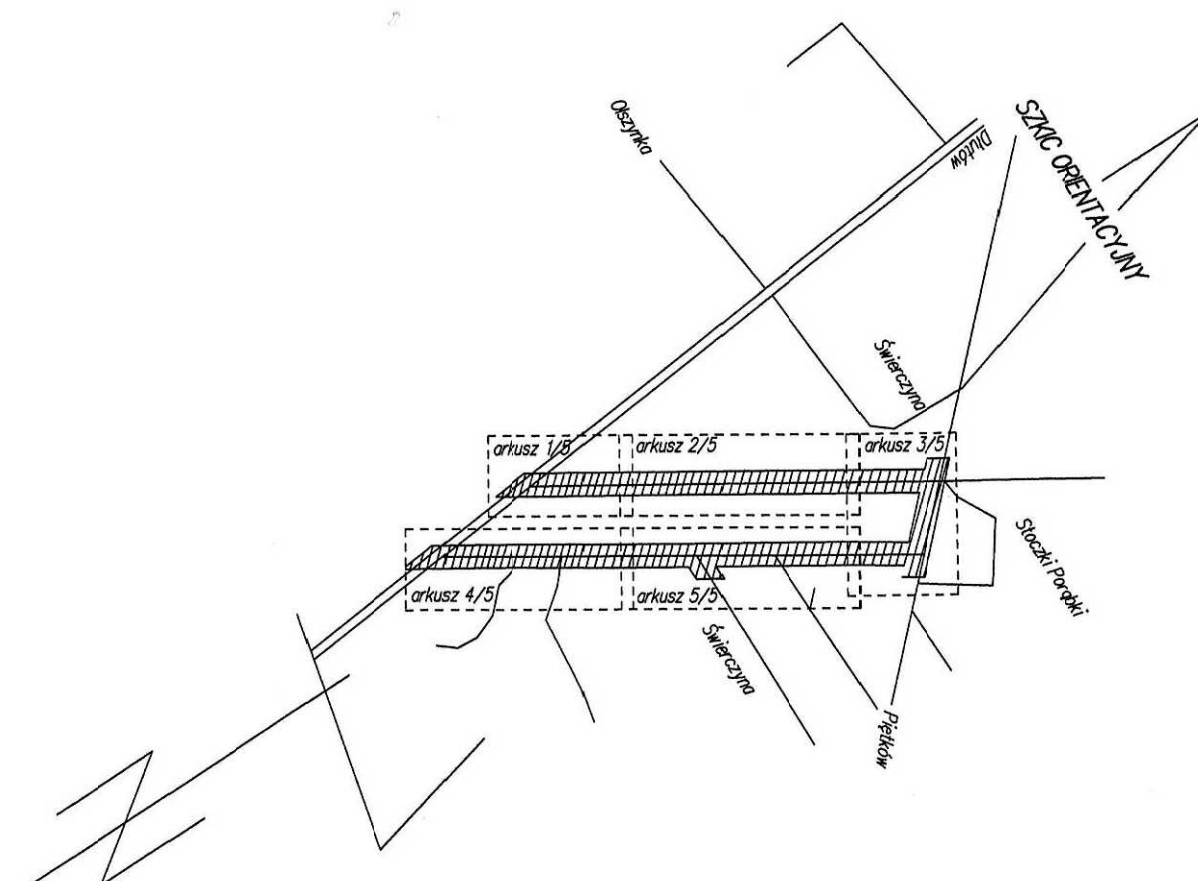 SZKIC ORIENTACYJNY
Olszynka
Dłutów
Świerczyna
arkusz 1/5
arkusz 2/5
arkusz 3/5
Stoczki Porąbki
arkusz 4/5
arkusz 5/5
Świerczyna
Piętków